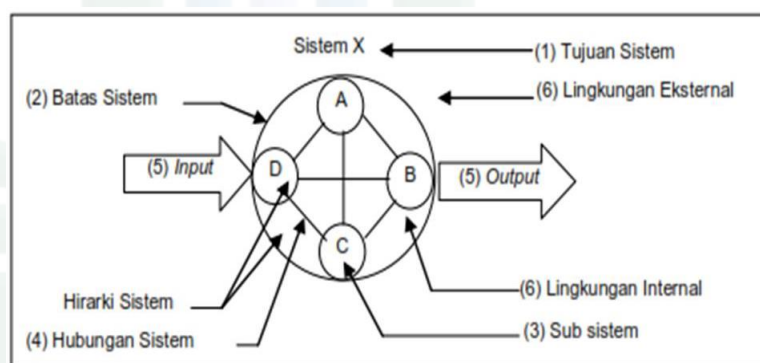 Sistem X
(1) Tujuan Sistem
(2) Batas Sistem
A
(6) Lingkungan Eksternal
(5) Input
D
B
(5) Output
C
Hirarki Sistem
(6) Lingkungan Internal
(4) Hubungan Sistem
(3) Sub sistem